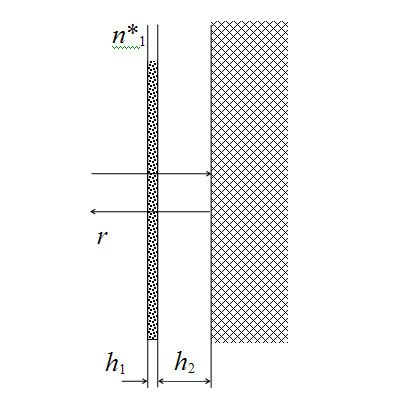 n*₁
r
h₁ h₂